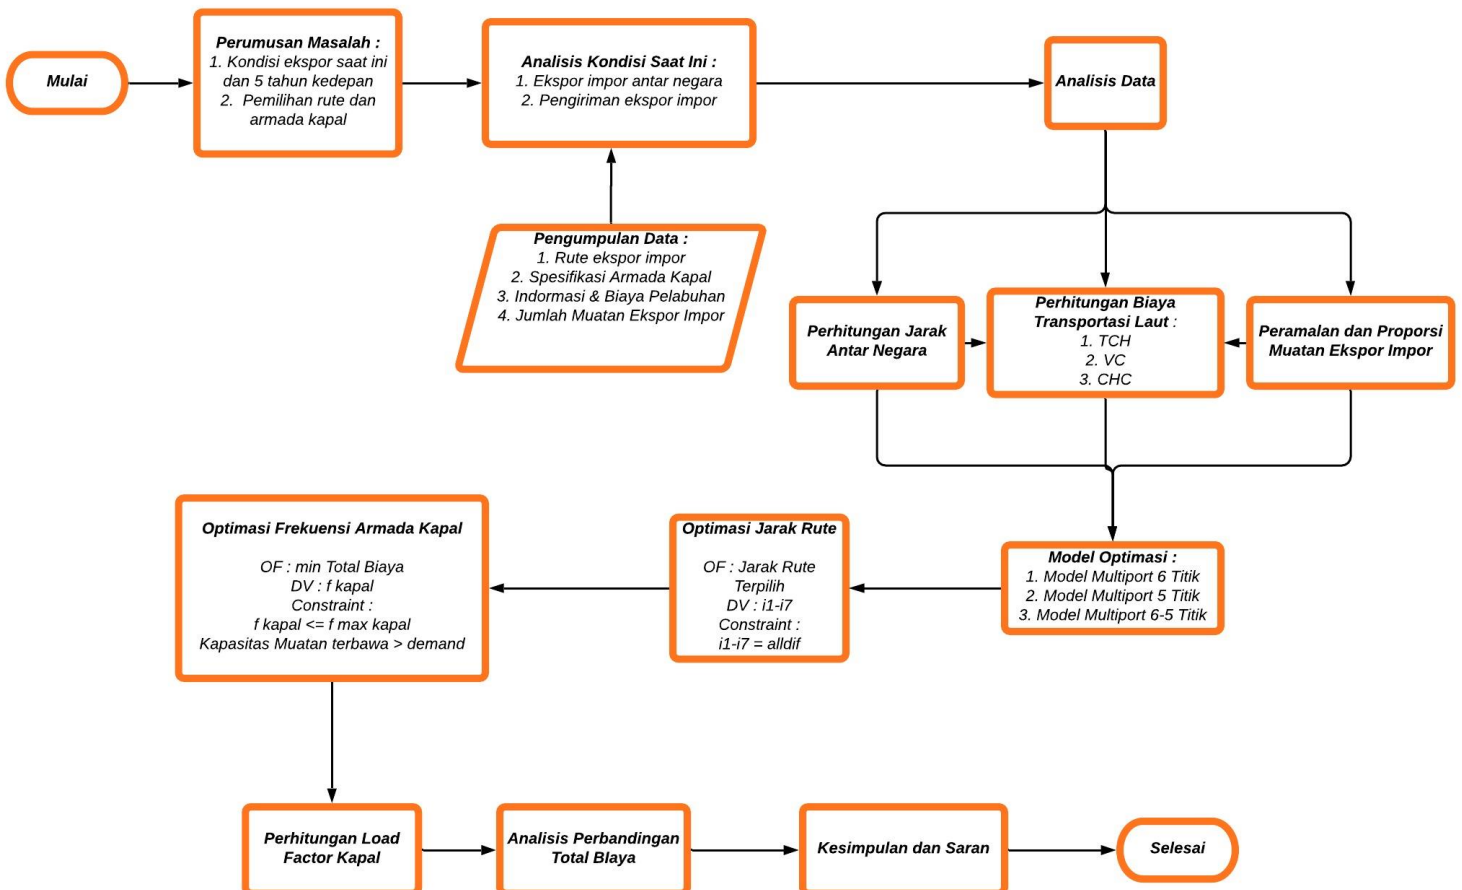 Mulai
Perumusan Masalah :
1. Kondisi ekspor saat ini
dan 5 tahun kedepan
2. Pemilihan rute dan
armada kapal
Analisis Kondisi Saat Ini :
1. Ekspor impor antar negara
2. Pengiriman ekspor impor
Analisis Data
Pengumpulan Data :
1. Rute ekspor impor
2. Spesifikasi Armada Kapal
3. Indormasi & Biaya Pelabuhan
4. Jumlah Muatan Ekspor Impor
Perhitungan Jarak
Antar Negara
Perhitungan Biaya
Transportasi Laut :
1. TCH
2. VC
3. CHC
Peramalan dan Proporsi
Muatan Ekspor Impor
Model Optimasi :
1. Model Multiport 6 Titik
2. Model Multiport 5 Titik
3. Model Multiport 6-5 Titik
Optimasi Jarak Rute
OF : Jarak Rute
Terpilih
DV : i1-i7
Constraint :
i1-i7 = alldif
Optimasi Frekuensi Armada Kapal
OF : min Total Biaya
DV : f kapal
Constraint :
f kapal <= f max kapal
Kapasitas Muatan terbawa > demand
Perhitungan Load
Factor Kapal
Analisis Perbandingan
Total BIaya
Kesimpulan dan Saran
Selesai